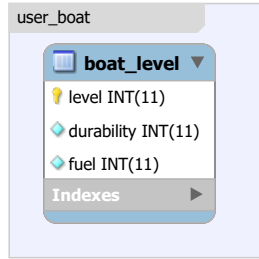 user_boat
boat_level
level INT(11)
durability INT(11)
fuel INT(11)
Indexes